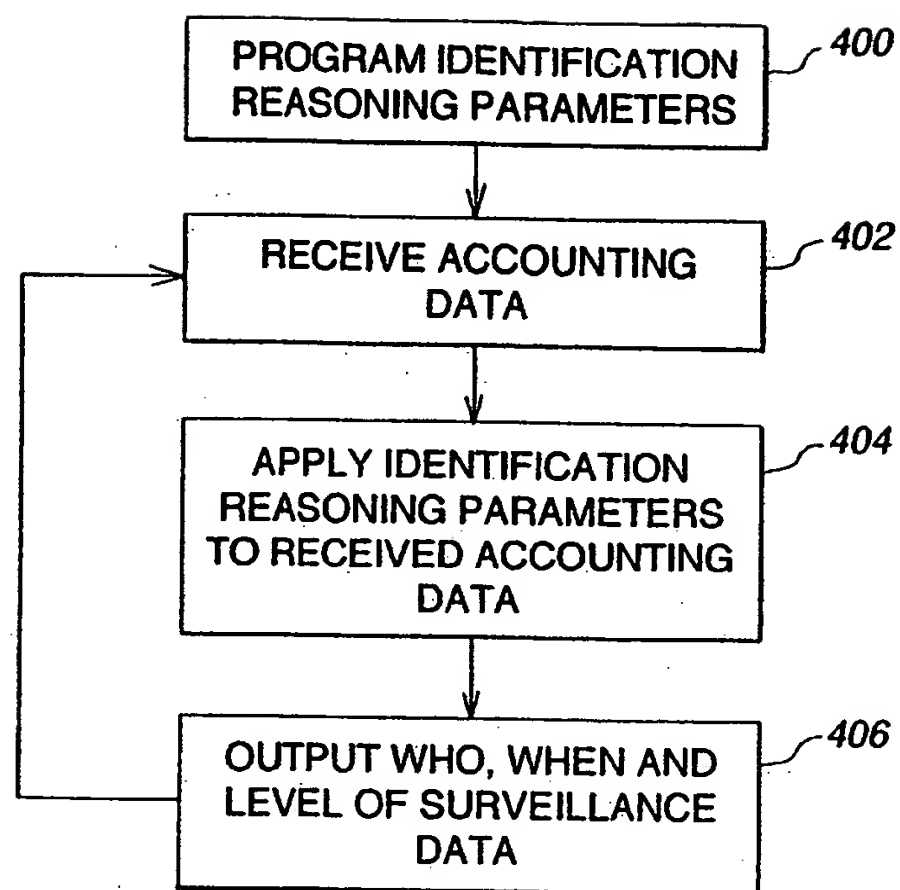 PROGRAM IDENTIFICATION
REASONING PARAMETERS
400
RECEIVE ACCOUNTING
DATA
402
APPLY IDENTIFICATION
REASONING PARAMETERS
TO RECEIVED ACCOUNTING
DATA
404
OUTPUT WHO, WHEN AND
LEVEL OF SURVEILLANCE
DATA
406